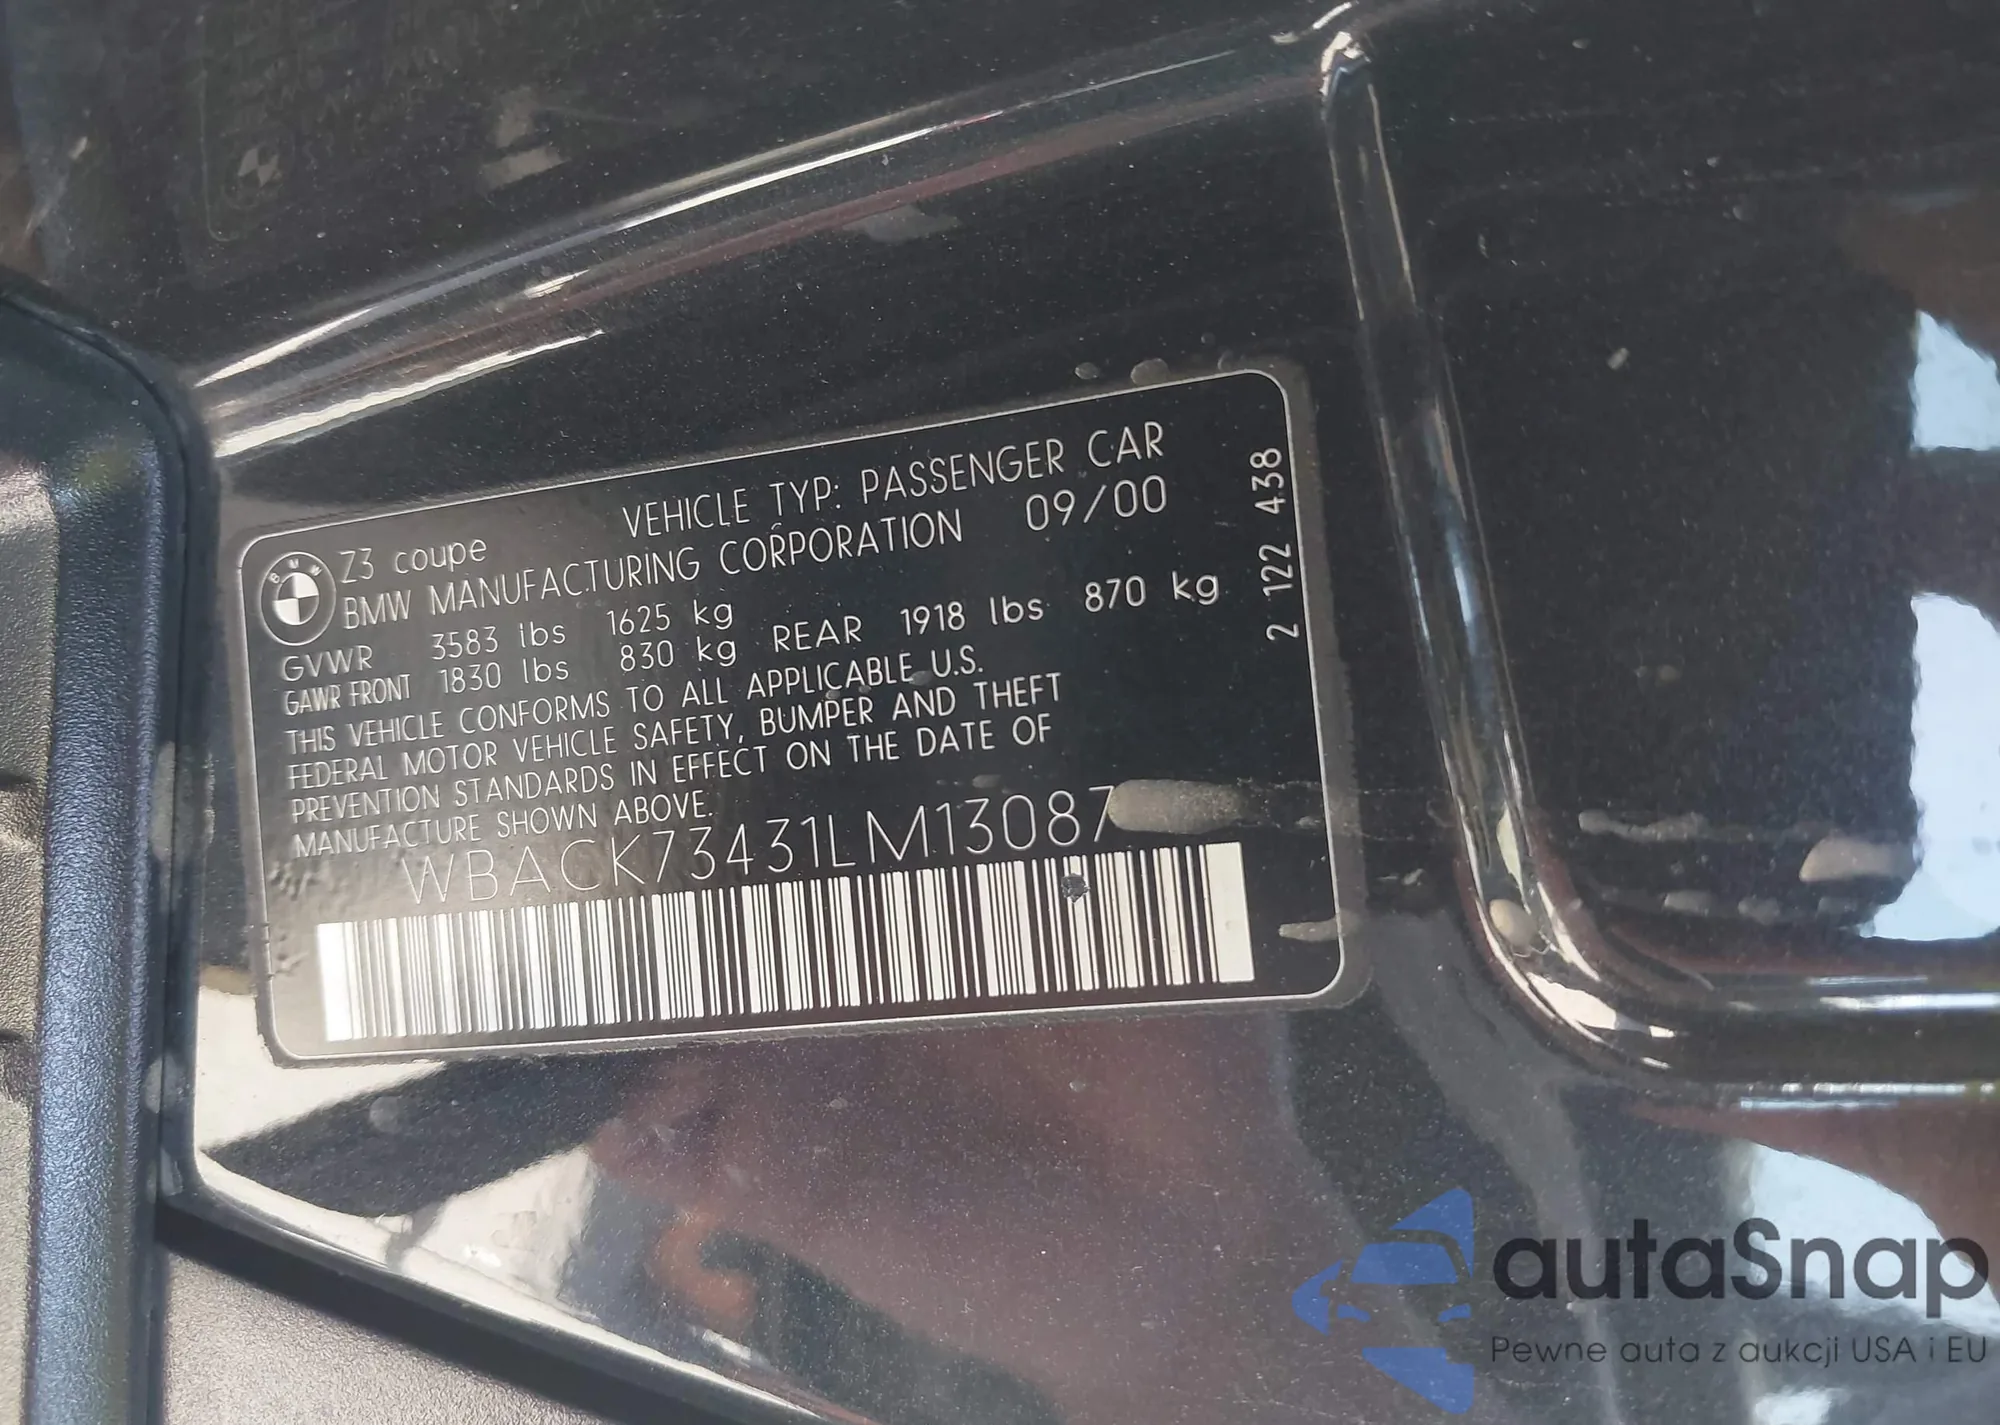 VEHICLE TYP: PASSENGER CAR
BMW
Z3 coupe
BMW MANUFACTURING CORPORATION 09/00
GVWR 3583 lbs 1625 kg
GAWR FRONT 1830 lbs 830 kg REAR 1918 lbs 870 kg
THIS VEHICLE CONFORMS TO ALL APPLICABLE U.S.
FEDERAL MOTOR VEHICLE SAFETY, BUMPER AND THEFT
PREVENTION STANDARDS IN EFFECT ON THE DATE OF
MANUFACTURE SHOWN ABOVE.
WBACK73431LM13087
2 122 438
autaSnap
Pewne auta z aukcji USA i EU